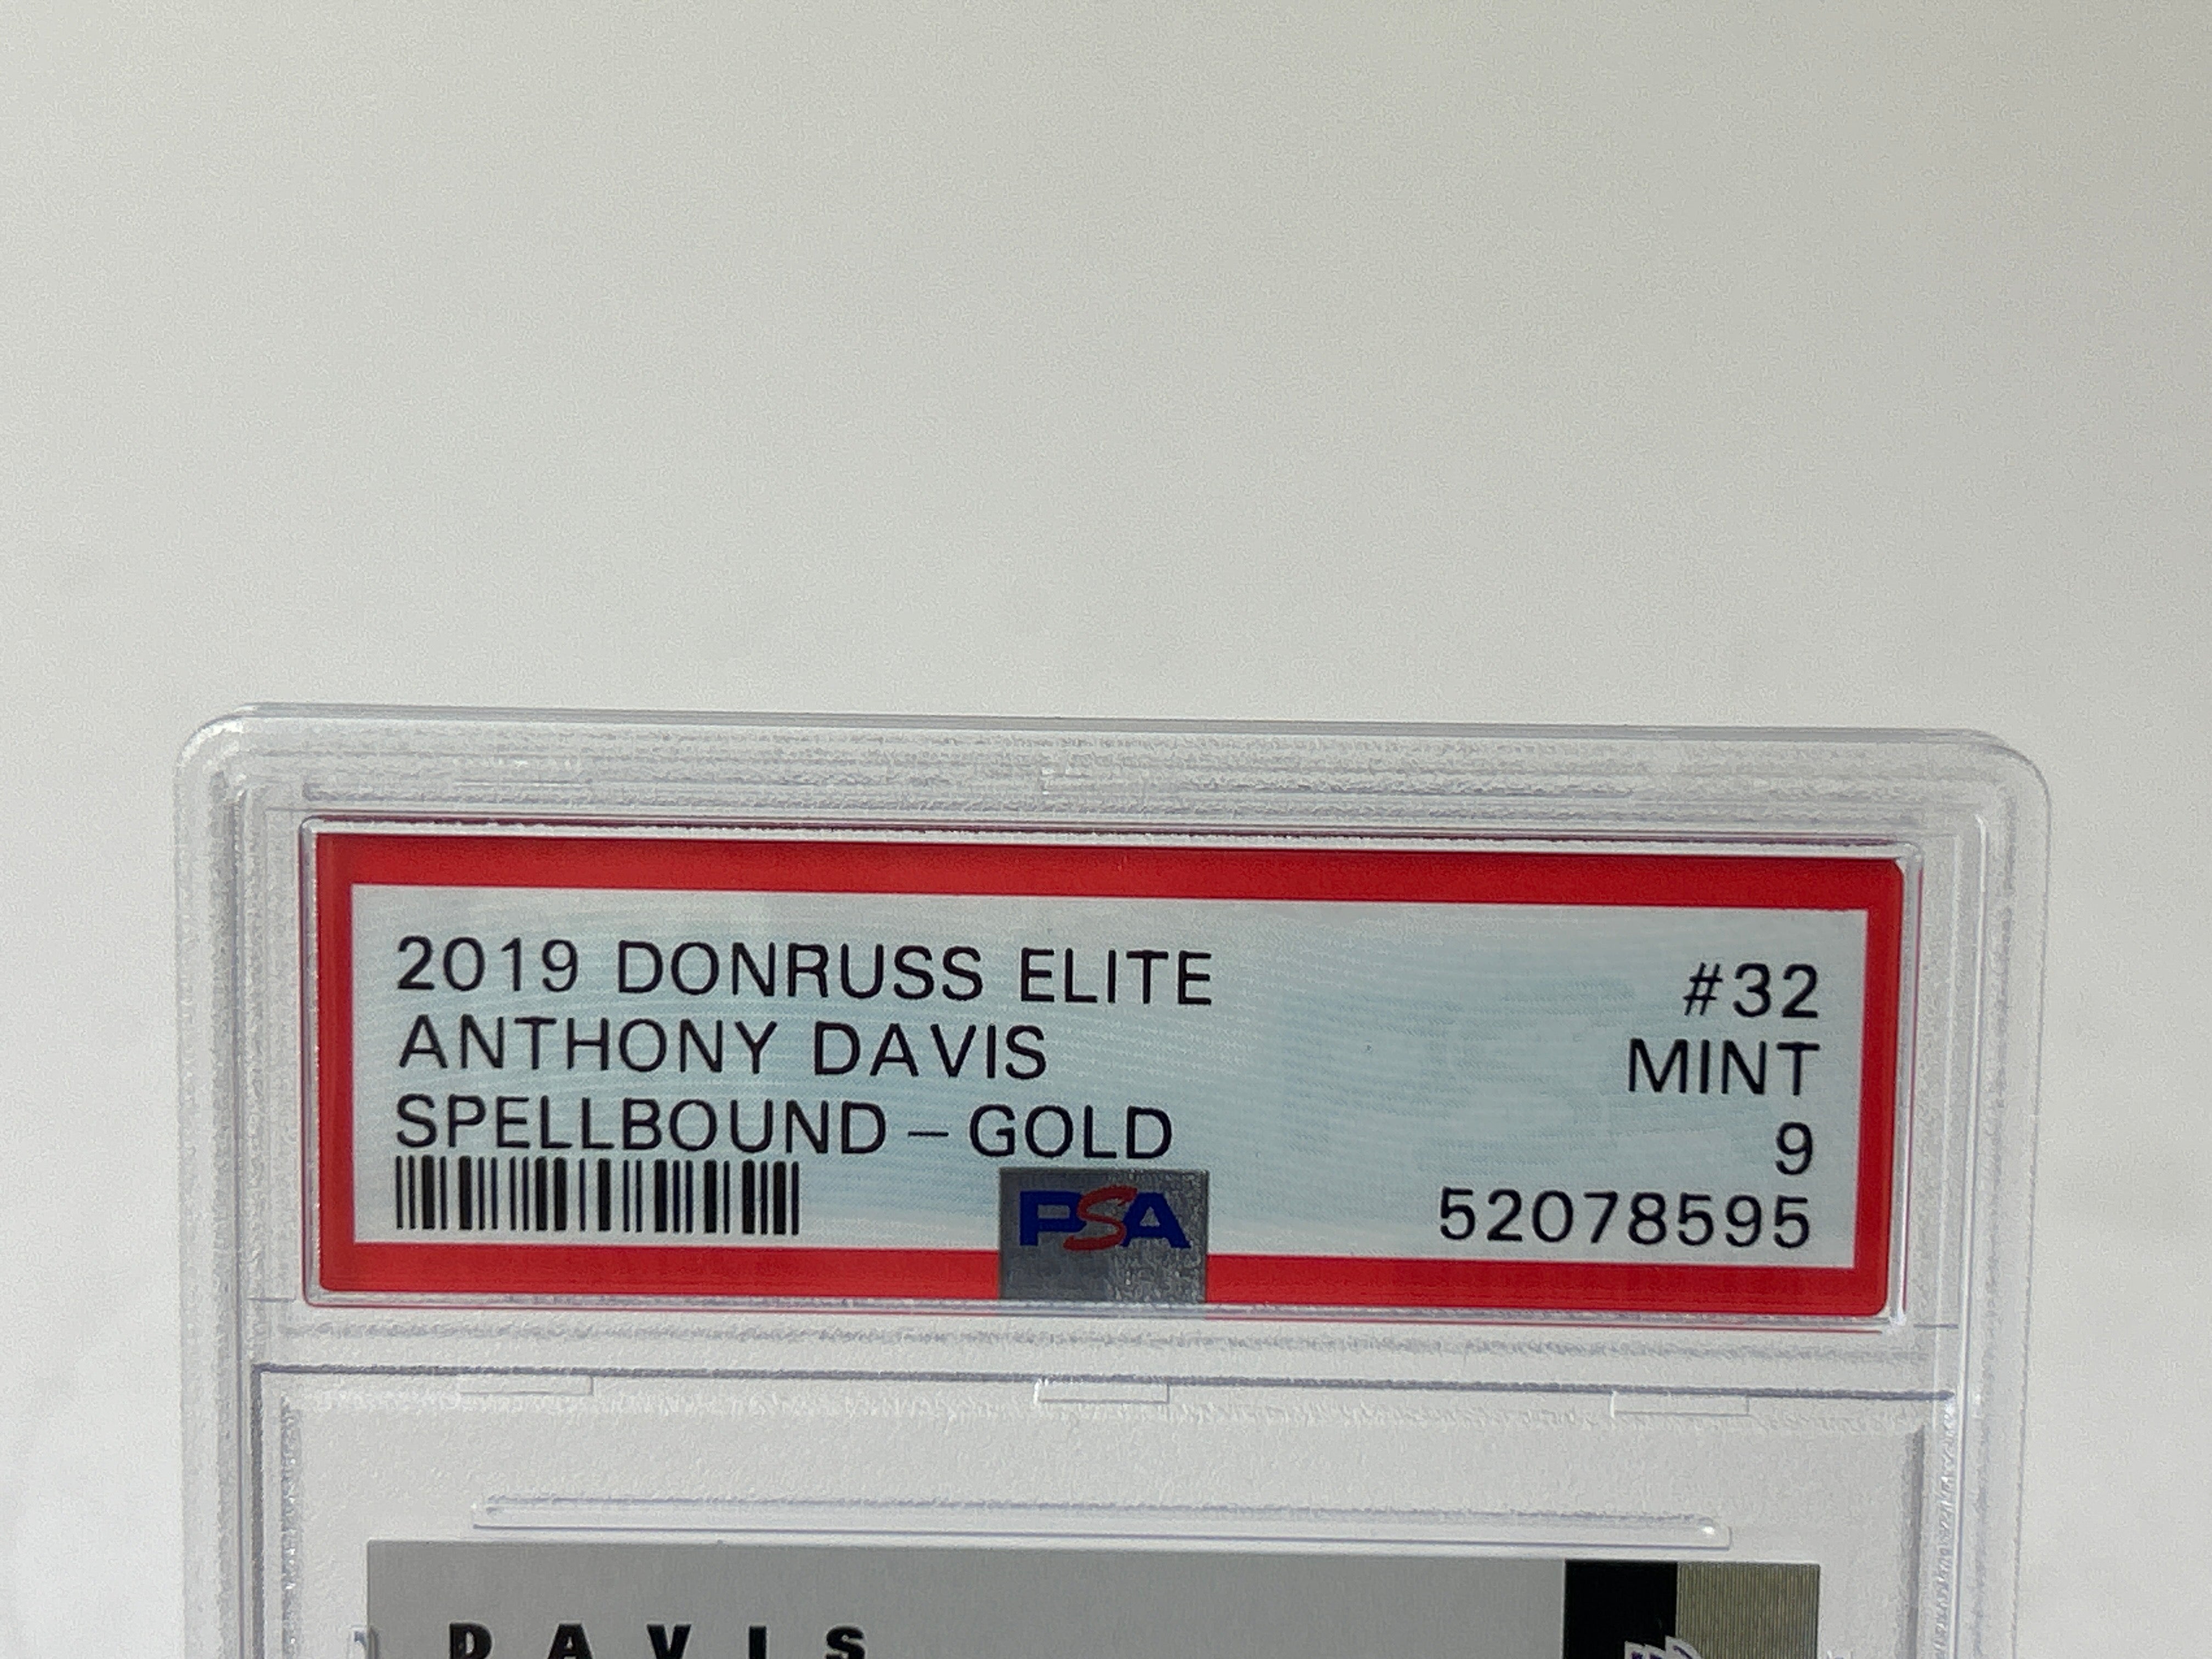 2019 DONRUSS ELITE #32
ANTHONY DAVIS MINT
SPELLBOUND – GOLD 9
PSA 52078595
DAVIS